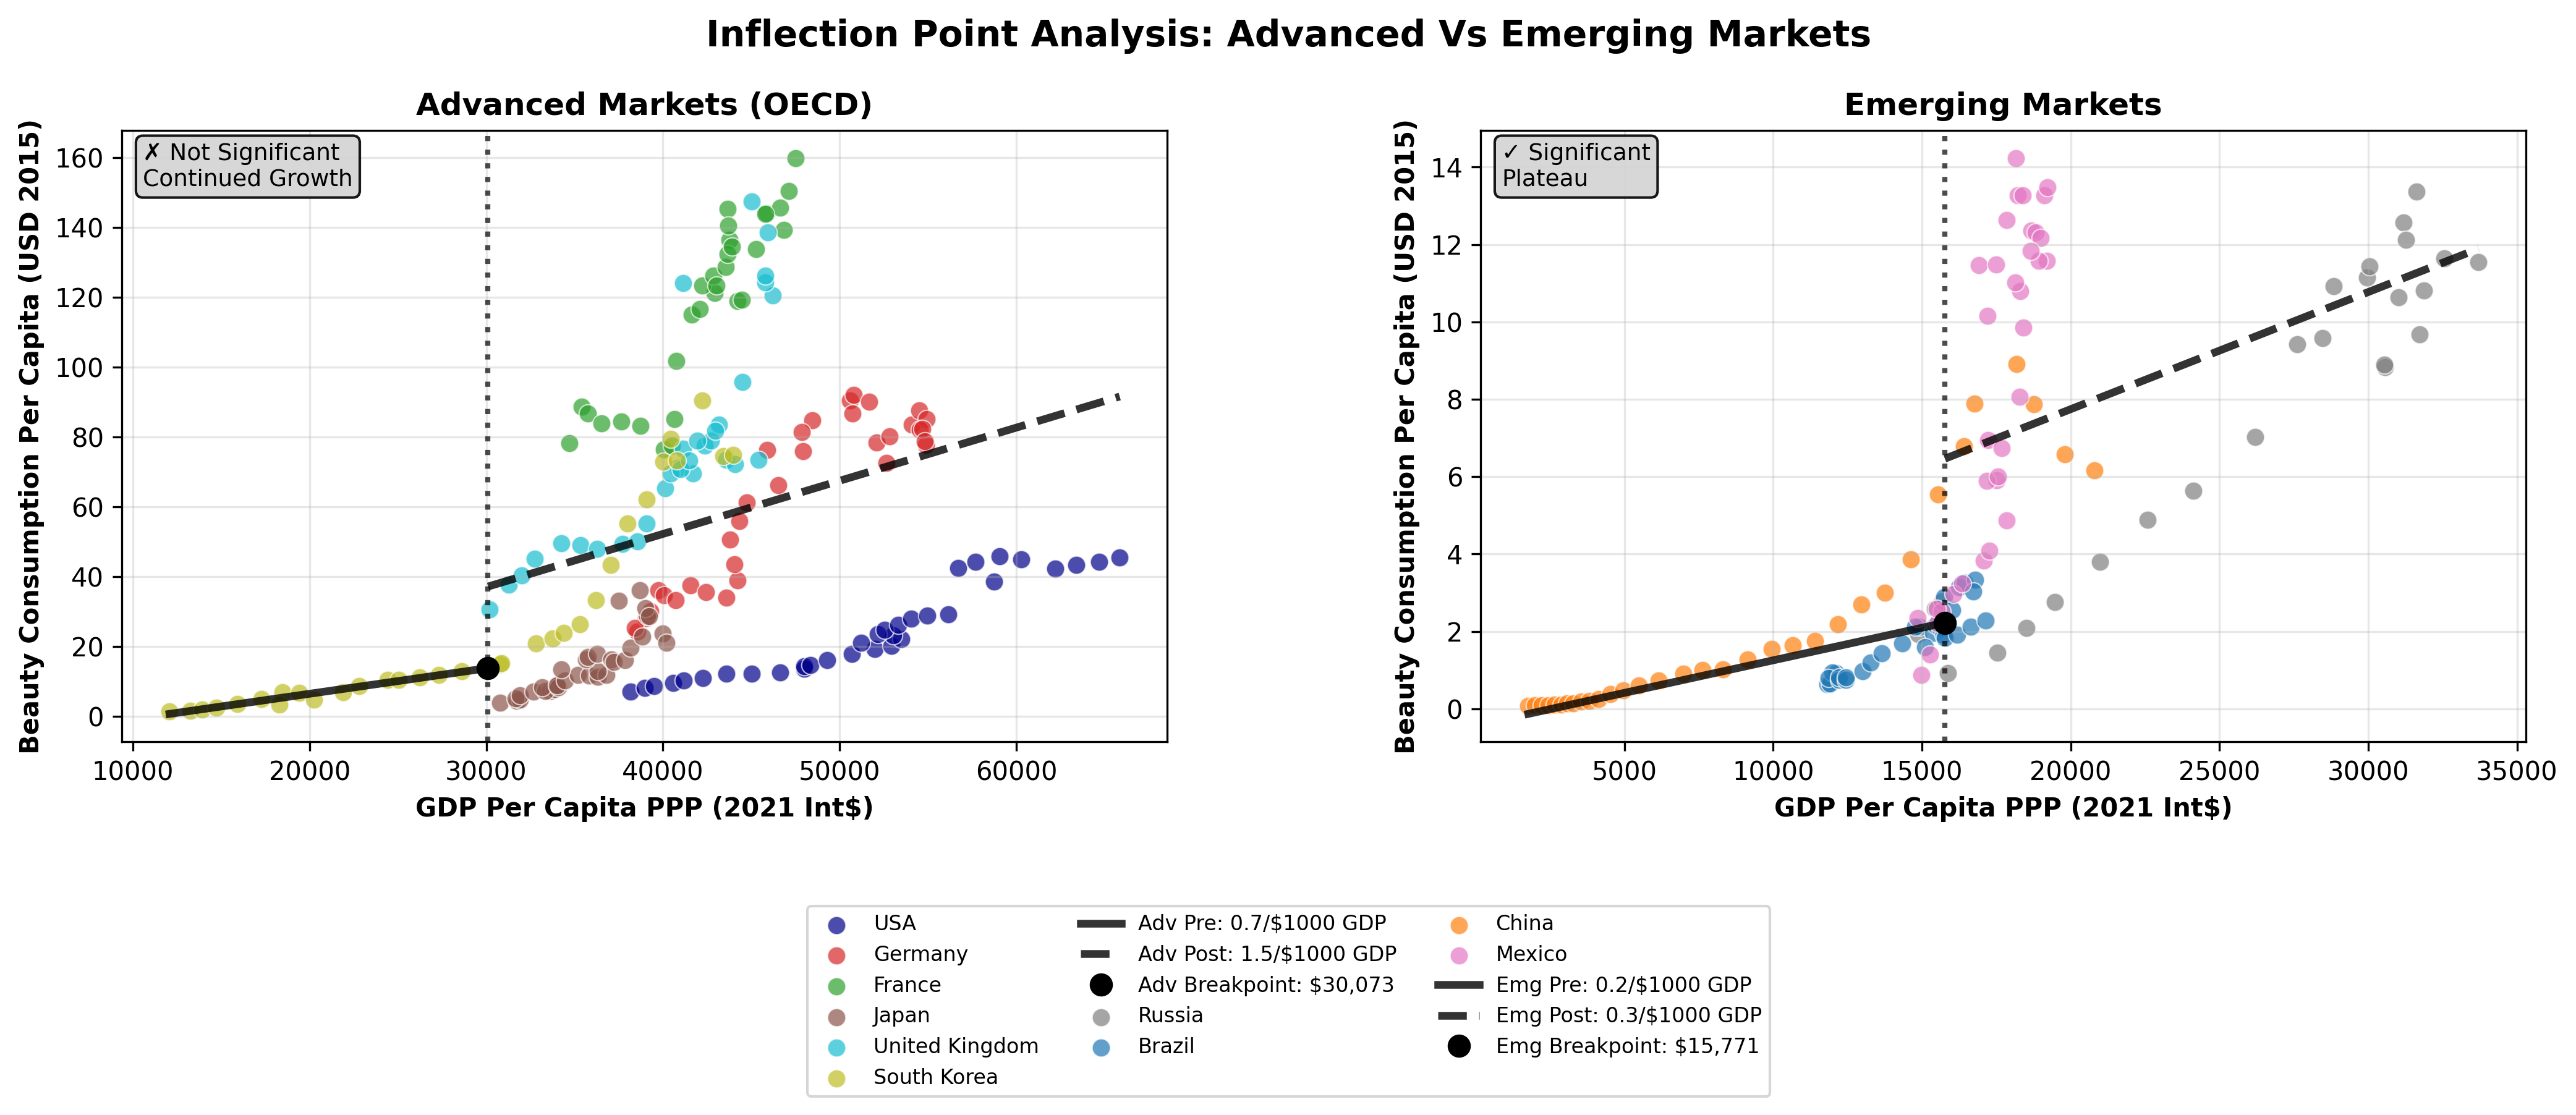 Inflection Point Analysis: Advanced Vs Emerging Markets
Advanced Markets (OECD)
✗ Not Significant
Continued Growth
Beauty Consumption Per Capita (USD 2015)
160
140
120
100
80
60
40
20
0
10000 20000 30000 40000 50000 60000
GDP Per Capita PPP (2021 Int$)
Emerging Markets
✓ Significant
Plateau
Beauty Consumption Per Capita (USD 2015)
14
12
10
8
6
4
2
0
5000 10000 15000 20000 25000 30000 35000
GDP Per Capita PPP (2021 Int$)
USA
Germany
France
Japan
United Kingdom
South Korea
Adv Pre: 0.7/$1000 GDP
Adv Post: 1.5/$1000 GDP
Adv Breakpoint: $30,073
Russia
Brazil
China
Mexico
Emg Pre: 0.2/$1000 GDP
Emg Post: 0.3/$1000 GDP
Emg Breakpoint: $15,771